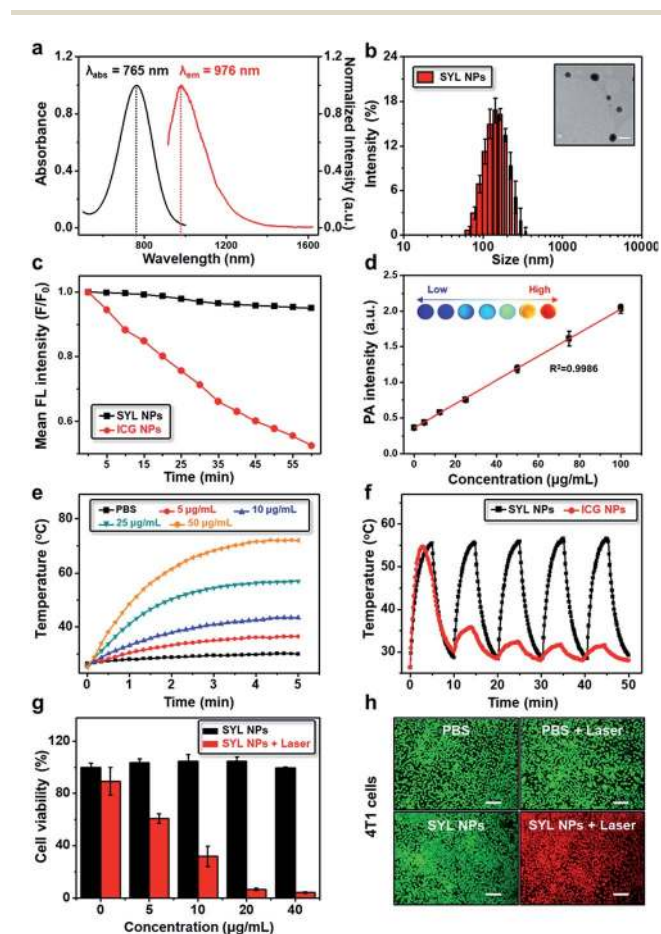 a
λabs = 765 nm
λem = 976 nm
1.2
0.8
0.4
0.0
Absorbance
1.2
0.8
0.4
0.0
Normalized Intensity (a.u.)
800
1200
1600
Wavelength (nm)
b
SYL NPs
18
12
6
0
Intensity (%)
10
100
1000
10000
Size (nm)
c
1.0
0.8
0.6
Mean FL intensity (F/F0)
SYL NPs
ICG NPs
5
15
25
35
45
55
Time (min)
d
Low
High
2.5
2.0
1.5
1.0
0.5
0.0
PA intensity (a.u.)
R²=0.9986
0
20
40
60
80
100
Concentration (µg/mL)
e
PBS
5 µg/mL
10 µg/mL
25 µg/mL
50 µg/mL
80
60
40
Temperature (°C)
0
1
2
3
4
5
Time (min)
f
SYL NPs
ICG NPs
60
50
40
30
Temperature (°C)
0
10
20
30
40
50
Time (min)
g
SYL NPs
SYL NPs + Laser
120
80
40
0
Cell viability (%)
0
5
10
20
40
Concentration (µg/mL)
h
4T1 cells
PBS
PBS + Laser
SYL NPs
SYL NPs + Laser